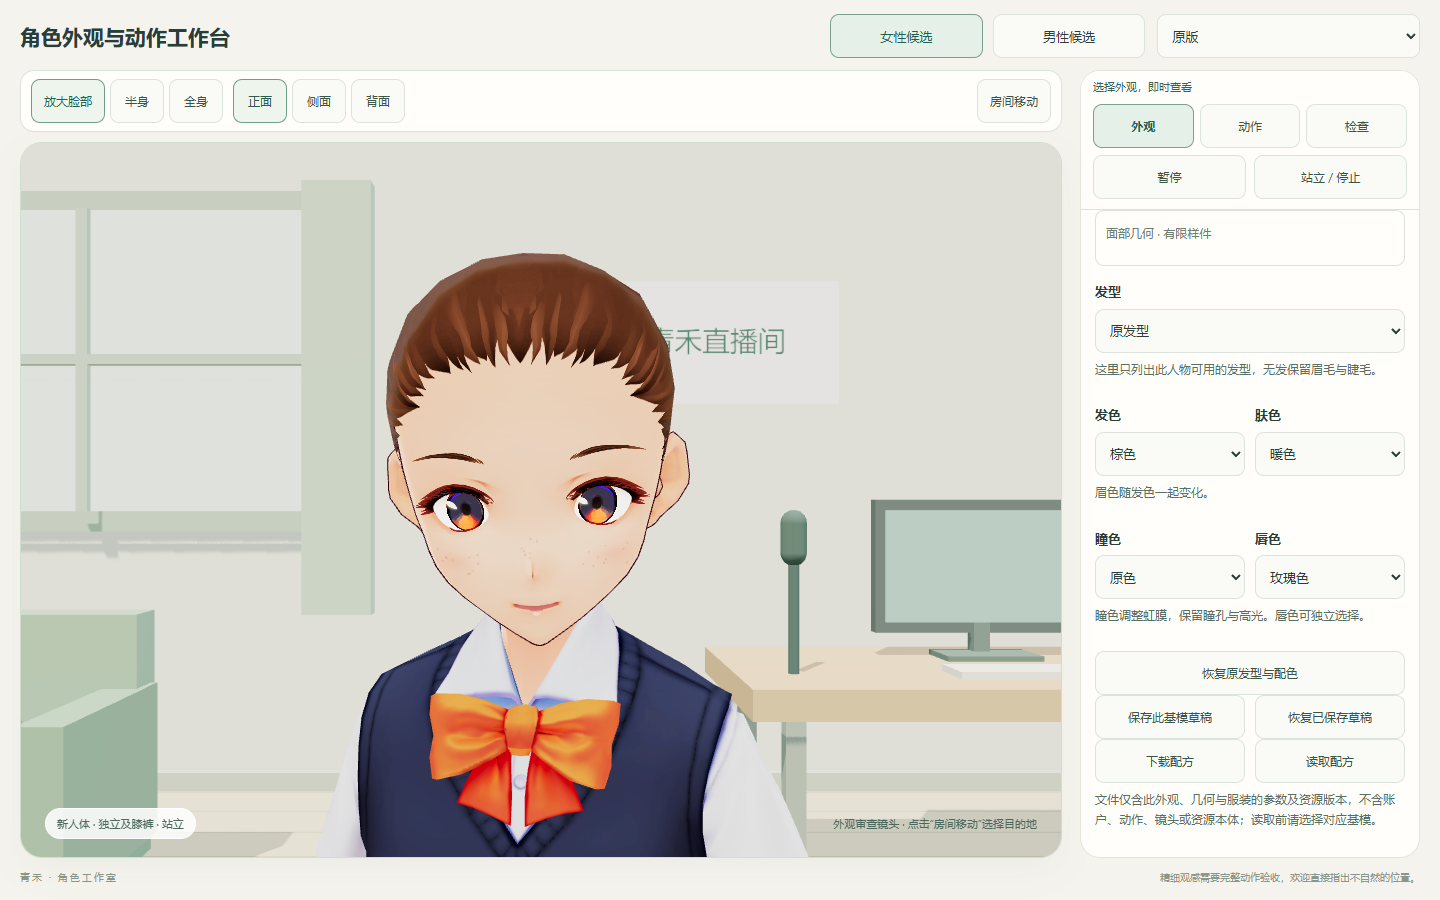 角色外观与动作工作台
女性候选
男性候选
原版
放大脸部
半身
全身
正面
侧面
背面
房间移动
选择外观，即时查看
外观
动作
检查
暂停
站立 / 停止
面部几何 · 有限样件
发型
原发型
这里只列出此人物可用的发型，无发保留眉毛与睫毛。
发色
肤色
棕色
暖色
眉色随发色一起变化。
瞳色
唇色
原色
玫瑰色
瞳色调整虹膜，保留瞳孔与高光。唇色可独立选择。
恢复原发型与配色
保存此基模草稿
恢复已保存草稿
下载配方
读取配方
文件仅含此外观、几何与服装的参数及资源版本，不含账
户、动作、镜头或资源本体；读取前请选择对应基模。
青禾直播间
新人体 · 独立及膝裤 · 站立
外观审查镜头 · 点击“房间移动”选择目的地
青禾 · 角色工作室
精细观感需要完整动作验收，欢迎直接指出不自然的位置。